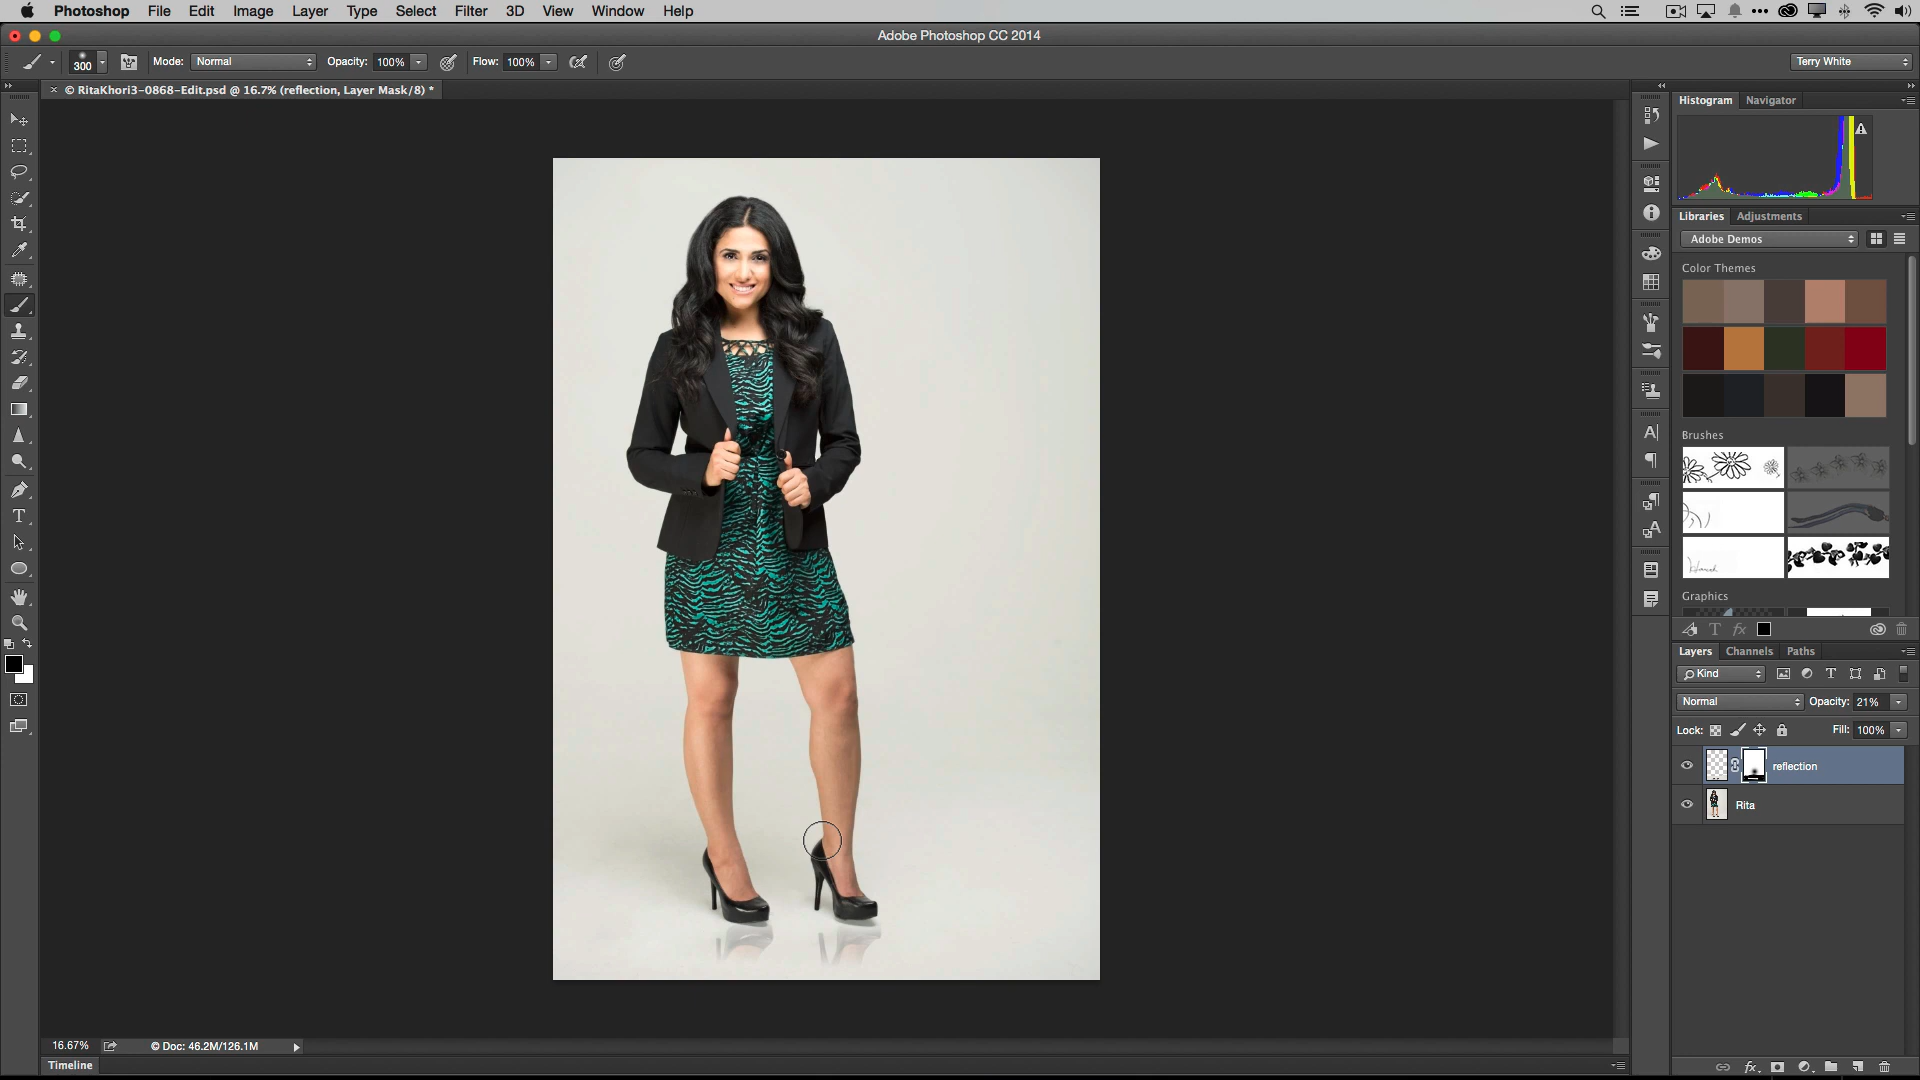 Photoshop File Edit Image Layer Type Select Filter 3D View Window Help
Adobe Photoshop CC 2014
300 Mode: Normal Opacity: 100% Flow: 100% Terry White
× © RitaKhori3-0868-Edit.psd @ 16.7% (reflection, Layer Mask/8) *
Histogram Navigator
Libraries Adjustments
Adobe Demos
Color Themes
Brushes
Graphics
Layers Channels Paths
Kind
Normal Opacity: 21%
Lock: Fill: 100%
reflection
Rita
16.67% © Doc: 46.2M/126.1M
Timeline